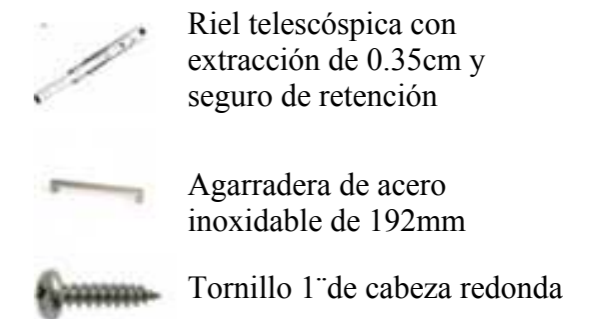 Riel telescóspica con
extracción de 0.35cm y
seguro de retención
Agarradera de acero
inoxidable de 192mm
Tornillo 1¨de cabeza redonda